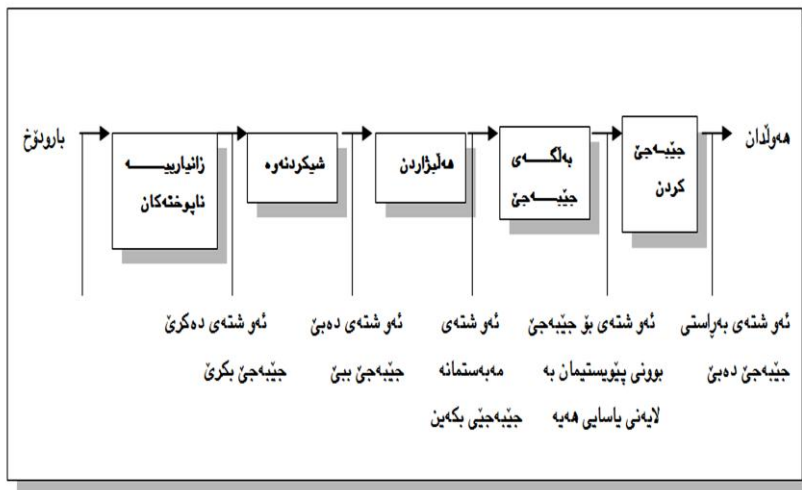 بارودۆخ
زانیارییە
ناپوختەکان
شیکردنەوە
هەڵیژاردن
بەڵگەی
جێبەجێ
جێبەجێ
کردن
هەوڵدان
ئەو شتەی دەکرێ
جێبەجێ بکرێ
ئەو شتەی دەبێ
جێبەجێ ببێ
ئەو شتەی
مەبەستمانە
جێبەجێی بکەین
ئەو شتەی بۆ جێبەجێ
بوونی پێویستیمان بە
لایەنی یاسایی هەیە
ئەو شتەی بەڕاستی
جێبەجێ دەبێ